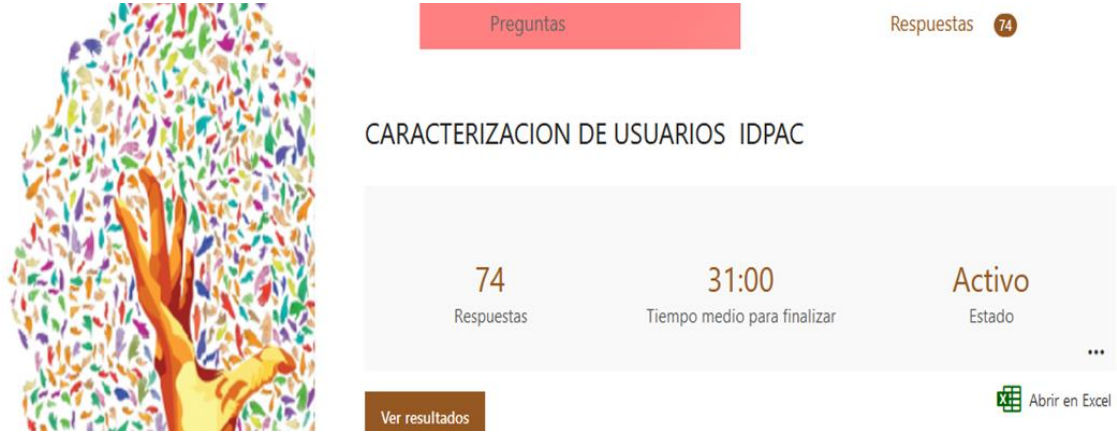 Preguntas
Respuestas 74
CARACTERIZACION DE USUARIOS IDPAC
74 31:00 Activo
Respuestas Tiempo medio para finalizar Estado
Ver resultados
Abrir en Excel